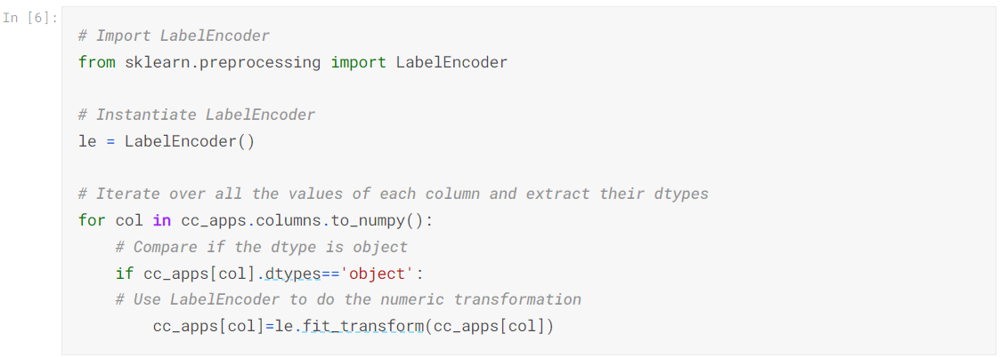 In [6]:
# Import LabelEncoder
from sklearn.preprocessing import LabelEncoder
# Instantiate LabelEncoder
le = LabelEncoder()
# Iterate over all the values of each column and extract their dtypes
for col in cc_apps.columns.to_numpy():
    # Compare if the dtype is object
    if cc_apps[col].dtypes=='object':
    # Use LabelEncoder to do the numeric transformation
        cc_apps[col]=le.fit_transform(cc_apps[col])